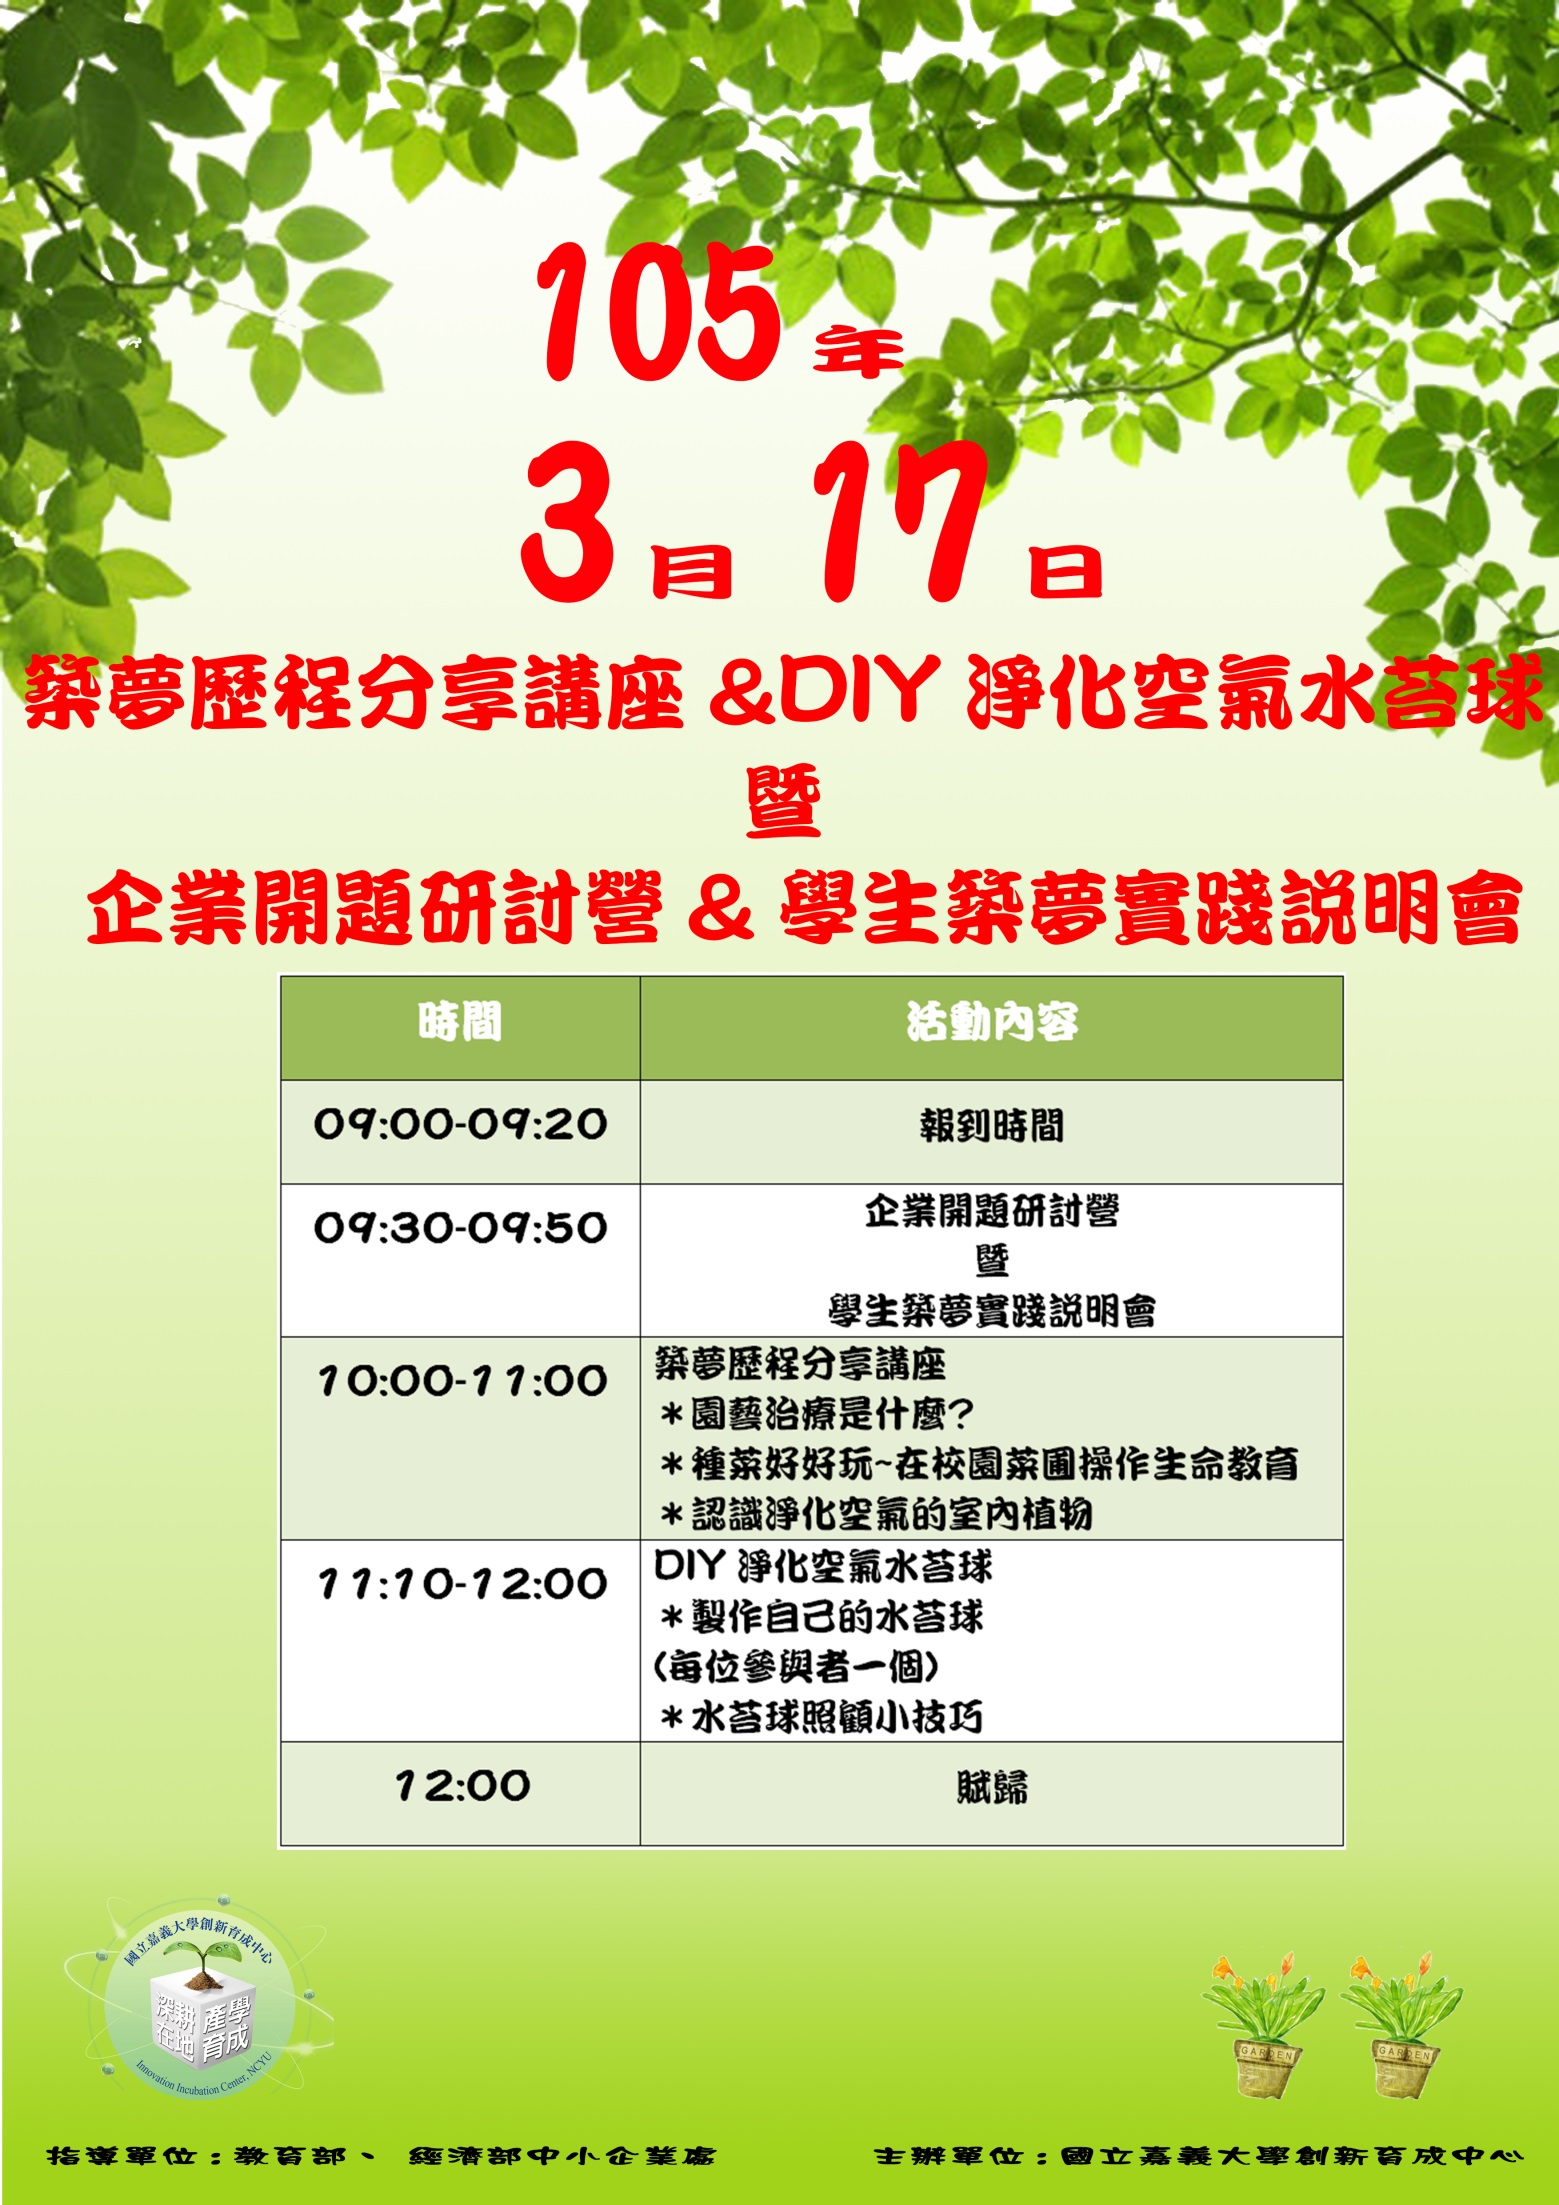 105年
3月 17日
築夢歷程分享講座 &DIY 淨化空氣水苔球
暨
企業開題研討營 & 學生築夢實踐説明會
時間 活動內容
09:00-09:20 報到時間
09:30-09:50 企業開題研討營
暨
學生築夢實踐説明會
10:00-11:00 築夢歷程分享講座
＊園藝治療是什麼?
＊種菜好好玩~在校園菜圃操作生命教育
＊認識淨化空氣的室內植物
11:10-12:00 DIY 淨化空氣水苔球
＊製作自己的水苔球
(每位參與者一個)
＊水苔球照顧小技巧
12:00 賦歸
國立嘉義大學創新育成中心
深耕
在地
產學
育成
Innovation Incubation Center, NCYU
GARDEN
GARDEN
指導單位：教育部、 經濟部中小企業處
主辦單位：國立嘉義大學創新育成中心